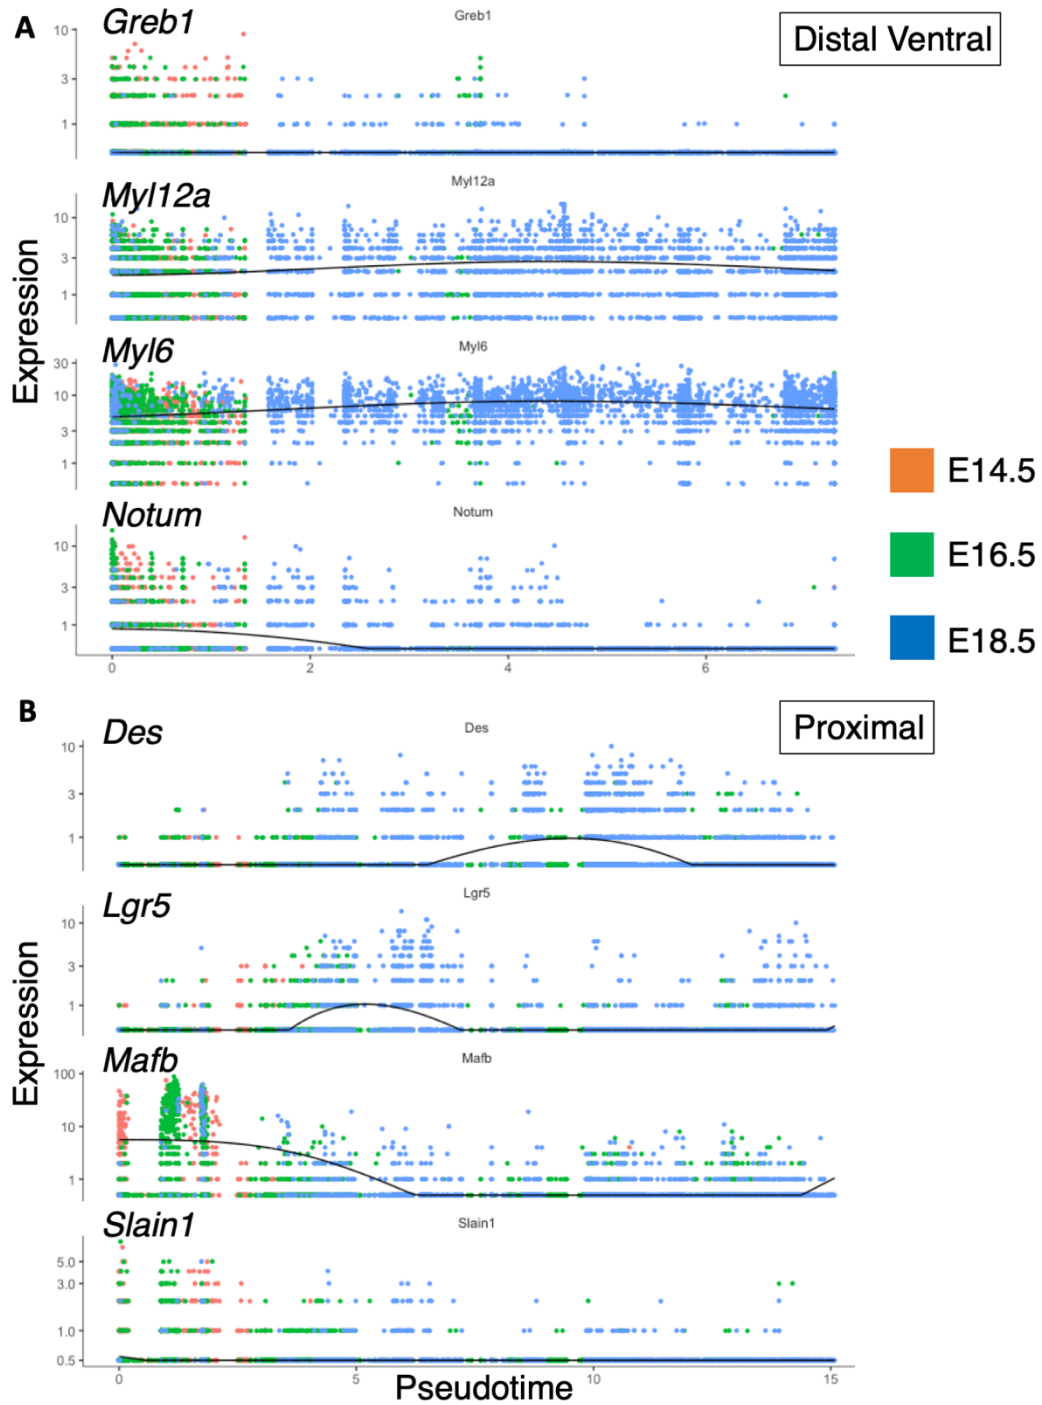 A
Greb1
Greb1
Distal Ventral
10
3
1
Myl12a
Myl12a
10
3
1
Myl6
Myl6
30
10
3
1
Notum
Notum
10
3
1
0 2 4 6
Expression
E14.5
E16.5
E18.5
B
Des
Des
Proximal
10
3
1
Lgr5
Lgr5
10
3
1
Mafb
Mafb
100
10
1
Slain1
Slain1
5.0
3.0
1.0
0.5
0 5 10 15
Expression
Pseudotime